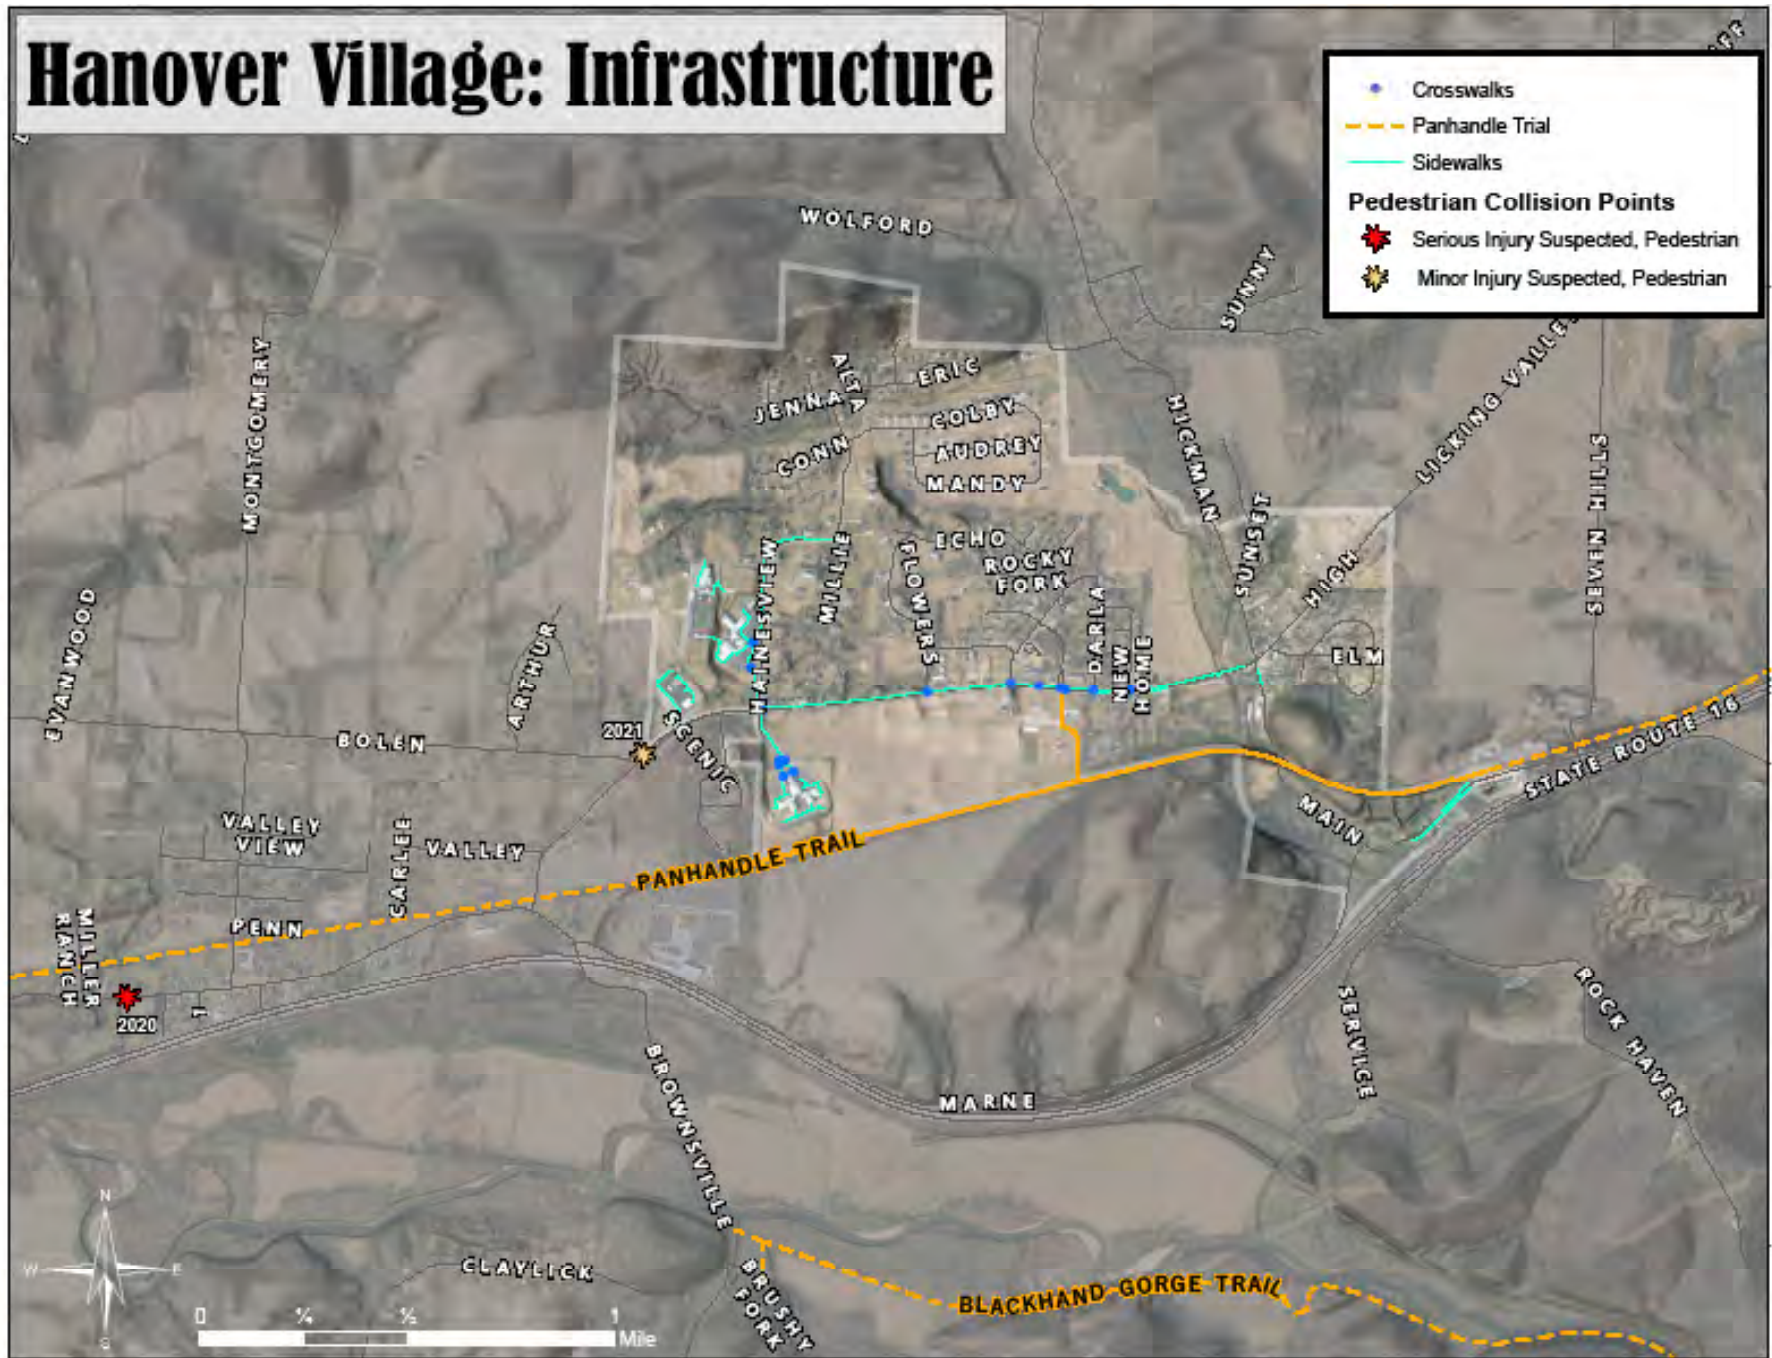 Hanover Village: Infrastructure
Crosswalks
Panhandle Trial
Sidewalks
Pedestrian Collision Points
Serious Injury Suspected, Pedestrian
Minor Injury Suspected, Pedestrian
WOLFORD
SUNNY
MONTGOMERY
ALTA
ERIC
JENNA
COLBY
CONN
AUDREY
MANDY
HICKMAN
LICKING VALLEY
SEVEN HILLS
SUNSET
HAINESVIEW
MILLIE
FLOWERS
ECHO
ROCKY
FORK
HIGH
DARLA
NEW
HOME
ELM
EVANWOOD
ARTHUR
BOLEN
2021
SCENIC
STATE ROUTE 16
MAIN
VALLEY
VIEW
CARLEE
VALLEY
PANHANDLE TRAIL
PENN
MILLER
RANCH
2020
1
BROWNSVILLE
MARNE
SERVICE
ROCK HAVEN
N
W
E
S
CLAYLICK
BRUSHY
FORK
BLACKHAND GORGE TRAIL
0
1
Mile